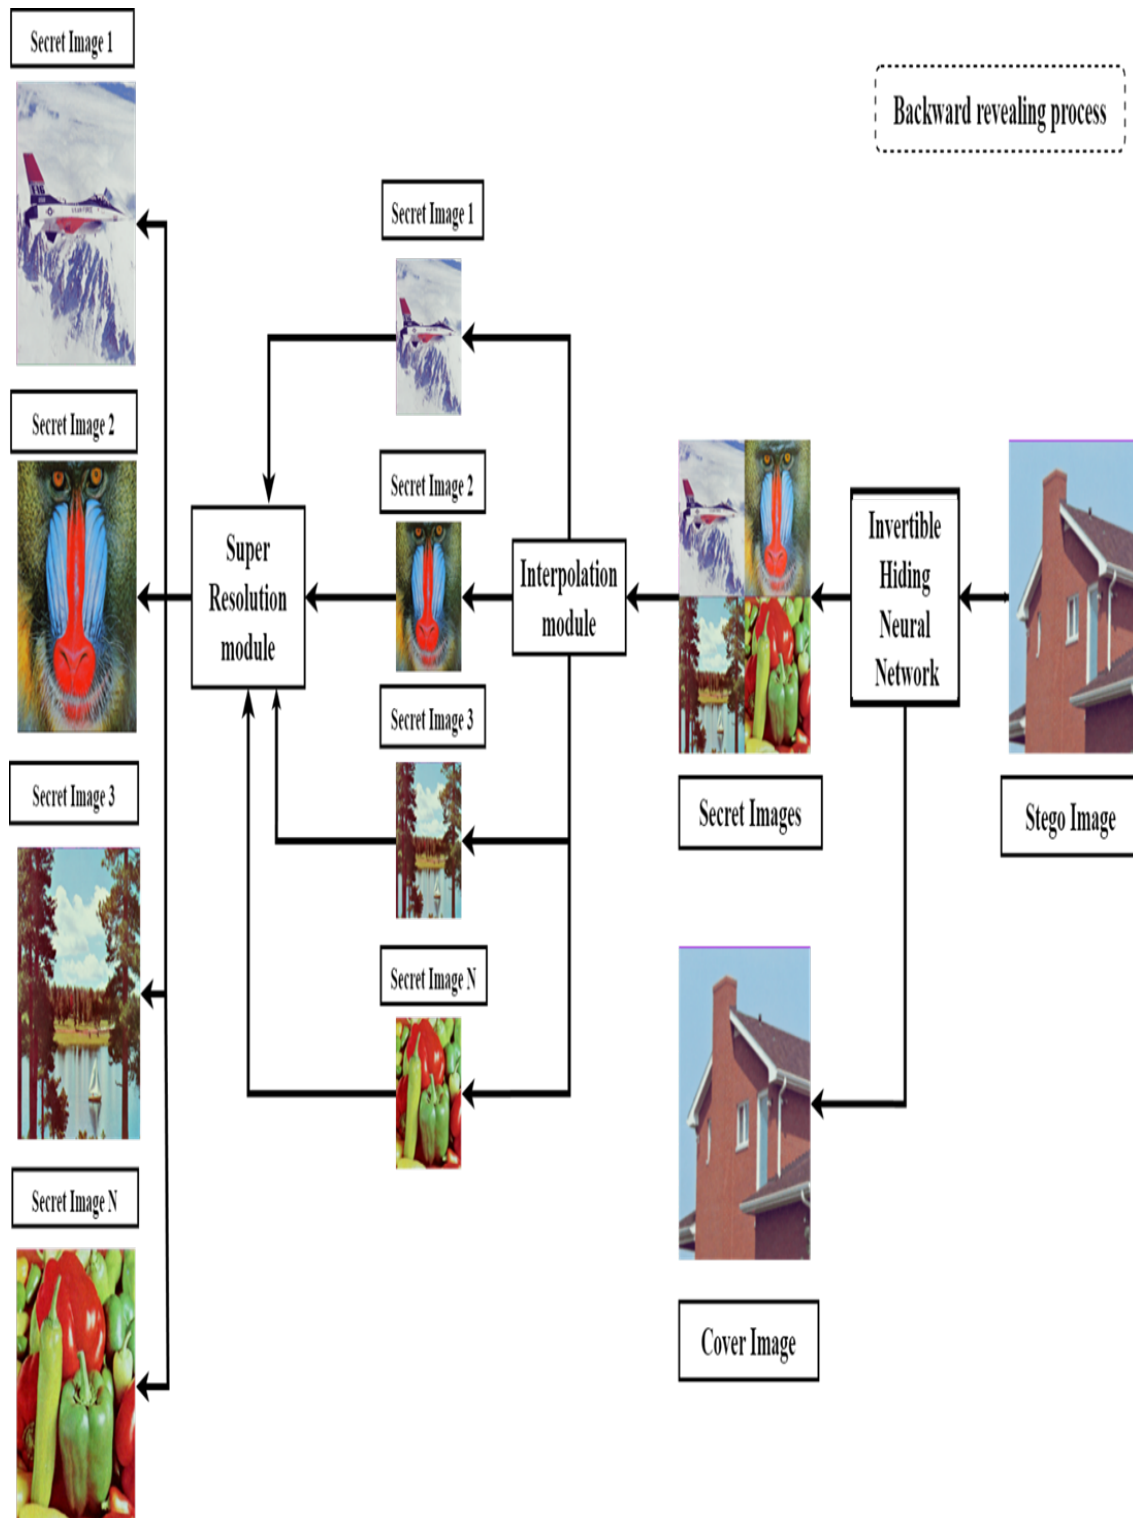 Secret Image 1
Backward revealing process
Secret Image 1
Secret Image 2
Secret Image 2
Super
Resolution
module
Interpolation
module
Invertible
Hiding
Neural
Network
Secret Image 3
Secret Image 3
Secret Images
Stego Image
Secret Image N
Secret Image N
Cover Image